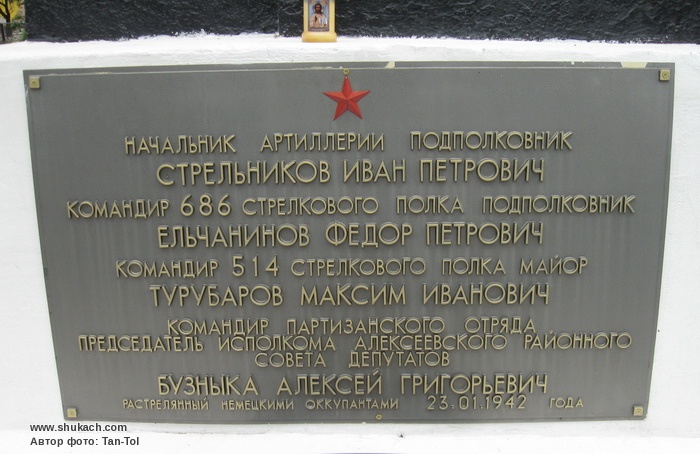 НАЧАЛЬНИК АРТИЛЛЕРИИ ПОДПОЛКОВНИК
СТРЕЛЬНИКОВ ИВАН ПЕТРОВИЧ
КОМАНДИР 686 СТРЕЛКОВОГО ПОЛКА ПОДПОЛКОВНИК
ЕЛЬЧАНИНОВ ФЕДОР ПЕТРОВИЧ
КОМАНДИР 514 СТРЕЛКОВОГО ПОЛКА МАЙОР
ТУРУБАРОВ МАКСИМ ИВАНОВИЧ
КОМАНДИР ПАРТИЗАНСКОГО ОТРЯДА
ПРЕДСЕДАТЕЛЬ ИСПОЛКОМА АЛЕКСЕЕВСКОГО РАЙОННОГО
СОВЕТА ДЕПУТАТОВ
БУЗНЫКА АЛЕКСЕЙ ГРИГОРЬЕВИЧ
РАСТРЕЛЯННЫЙ НЕМЕЦКИМИ ОККУПАНТАМИ 23.01.1942 ГОДА
www.shukach.com
Автор фото: Tan-Tol